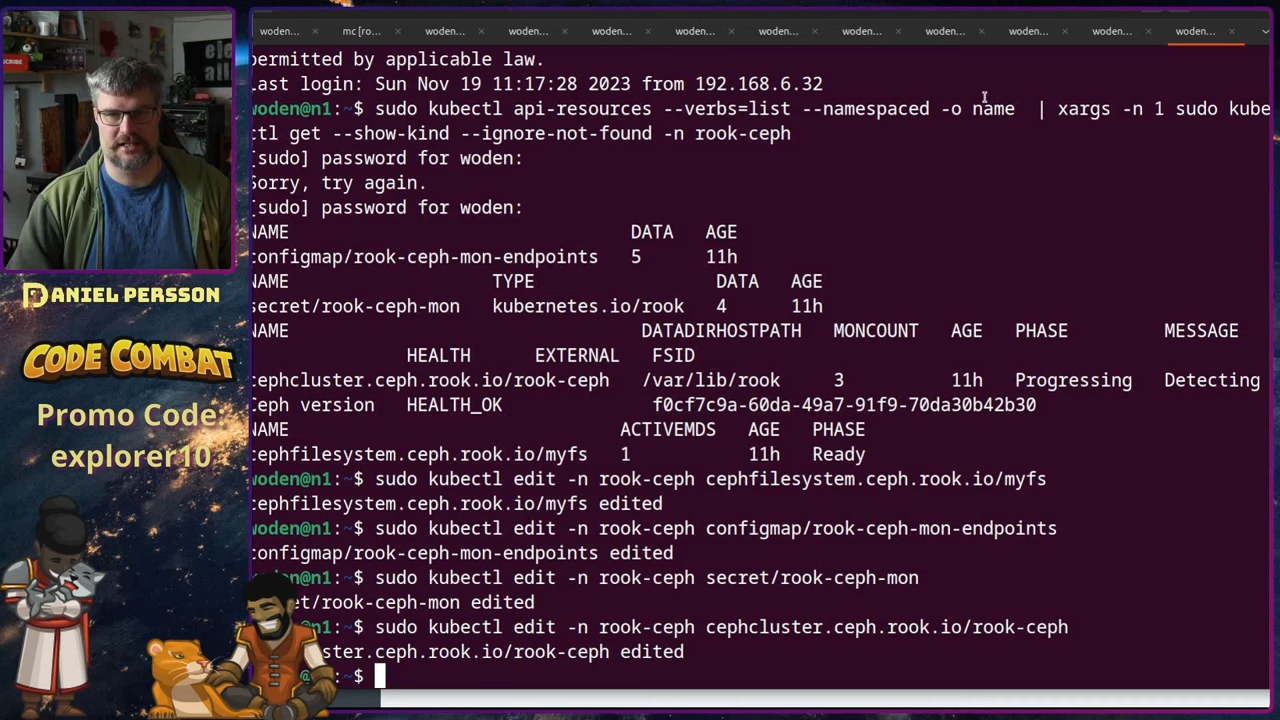 woden...
mc [ro...
woden...
woden...
woden...
woden...
woden...
woden...
woden...
woden...
woden...
woden...
permitted by applicable law.
Last login: Sun Nov 19 11:17:28 2023 from 192.168.6.32
woden@n1:~$ sudo kubectl api-resources --verbs=list --namespaced -o name  | xargs -n 1 sudo kube
ctl get --show-kind --ignore-not-found -n rook-ceph
[sudo] password for woden:
Sorry, try again.
[sudo] password for woden:
NAME DATA AGE
configmap/rook-ceph-mon-endpoints 5 11h
NAME TYPE DATA AGE
secret/rook-ceph-mon kubernetes.io/rook 4 11h
NAME DATADIRHOSTPATH MONCOUNT AGE PHASE MESSAGE
HEALTH EXTERNAL FSID
cephcluster.ceph.rook.io/rook-ceph /var/lib/rook 3 11h Progressing Detecting
Ceph version HEALTH_OK f0cf7c9a-60da-49a7-91f9-70da30b42b30
NAME ACTIVEMDS AGE PHASE
cephfilesystem.ceph.rook.io/myfs 1 11h Ready
woden@n1:~$ sudo kubectl edit -n rook-ceph cephfilesystem.ceph.rook.io/myfs
cephfilesystem.ceph.rook.io/myfs edited
woden@n1:~$ sudo kubectl edit -n rook-ceph configmap/rook-ceph-mon-endpoints
configmap/rook-ceph-mon-endpoints edited
woden@n1:~$ sudo kubectl edit -n rook-ceph secret/rook-ceph-mon
et/rook-ceph-mon edited
@n1:~$ sudo kubectl edit -n rook-ceph cephcluster.ceph.rook.io/rook-ceph
ster.ceph.rook.io/rook-ceph edited
@n1:~$
DANIEL PERSSON
CODE COMBAT
Promo Code:
explorer10